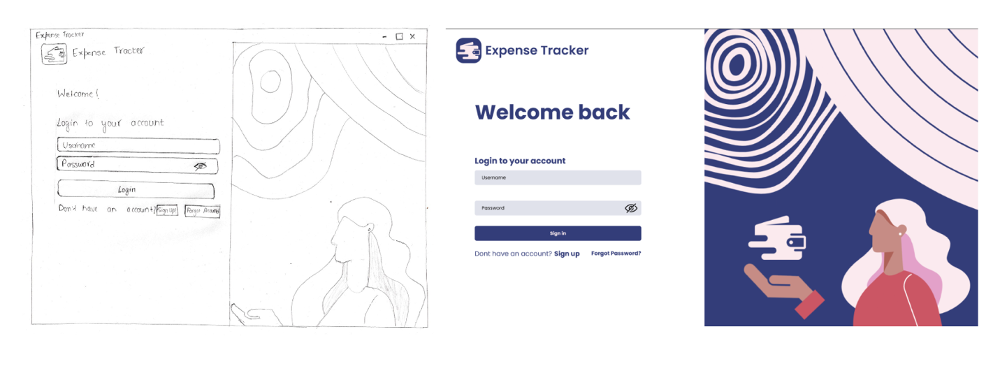 Expense Tracker
Expense Tracker
Welcome!
Login to your account
Username
Password
Login
Don't have an account? Sign Up! Forgot Password
Expense Tracker
Welcome back
Login to your account
Username
Password
Sign in
Dont have an account? Sign up Forgot Password?